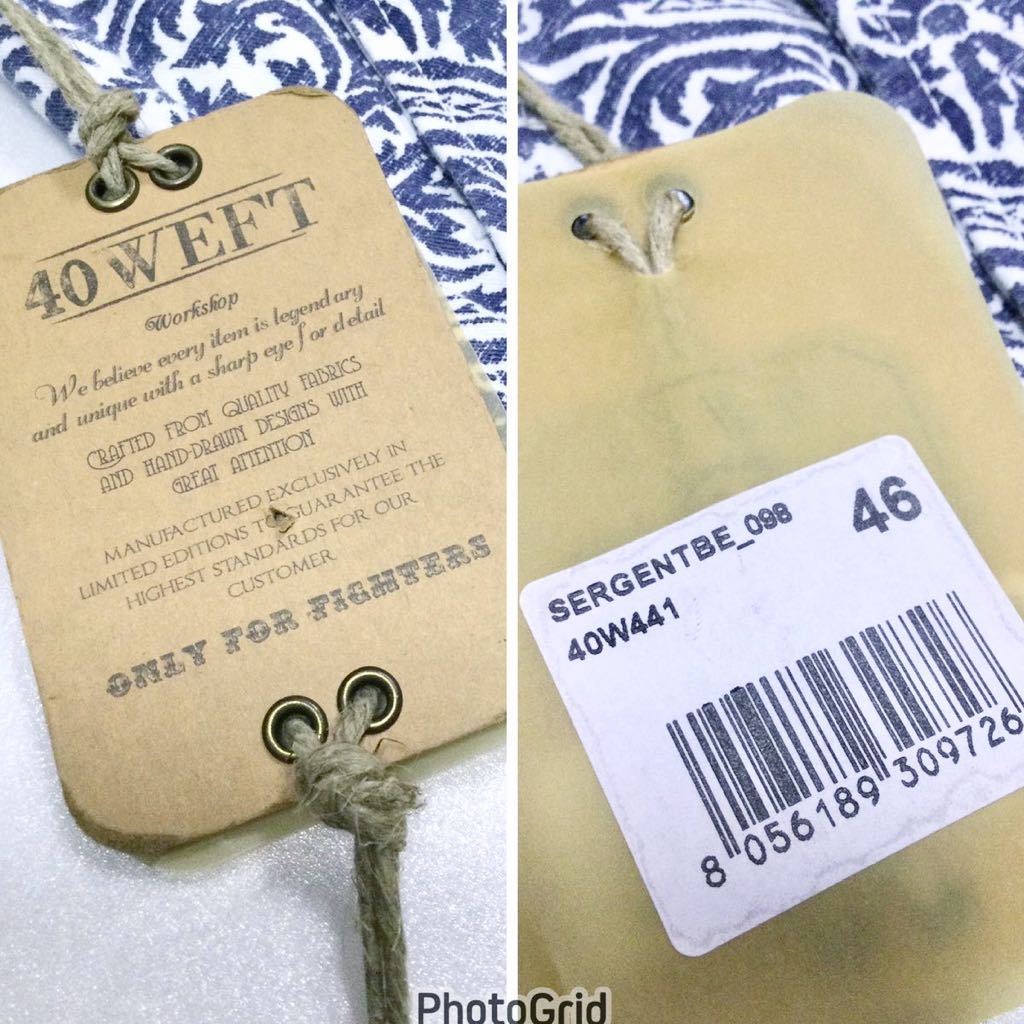 40WEFT
Workshop
We believe every item is legendary
and unique with a sharp eye for detail
CRAFTED FROM QUALITY FABRICS
AND HAND-DRAWN DESIGNS WITH
GREAT ATTENTION
MANUFACTURED EXCLUSIVELY IN
LIMITED EDITIONS TO GUARANTEE THE
HIGHEST STANDARDS FOR OUR
CUSTOMER
ONLY FOR FIGHTERS
46
SERGENTBE_098
40W441
8 056189 309726
PhotoGrid